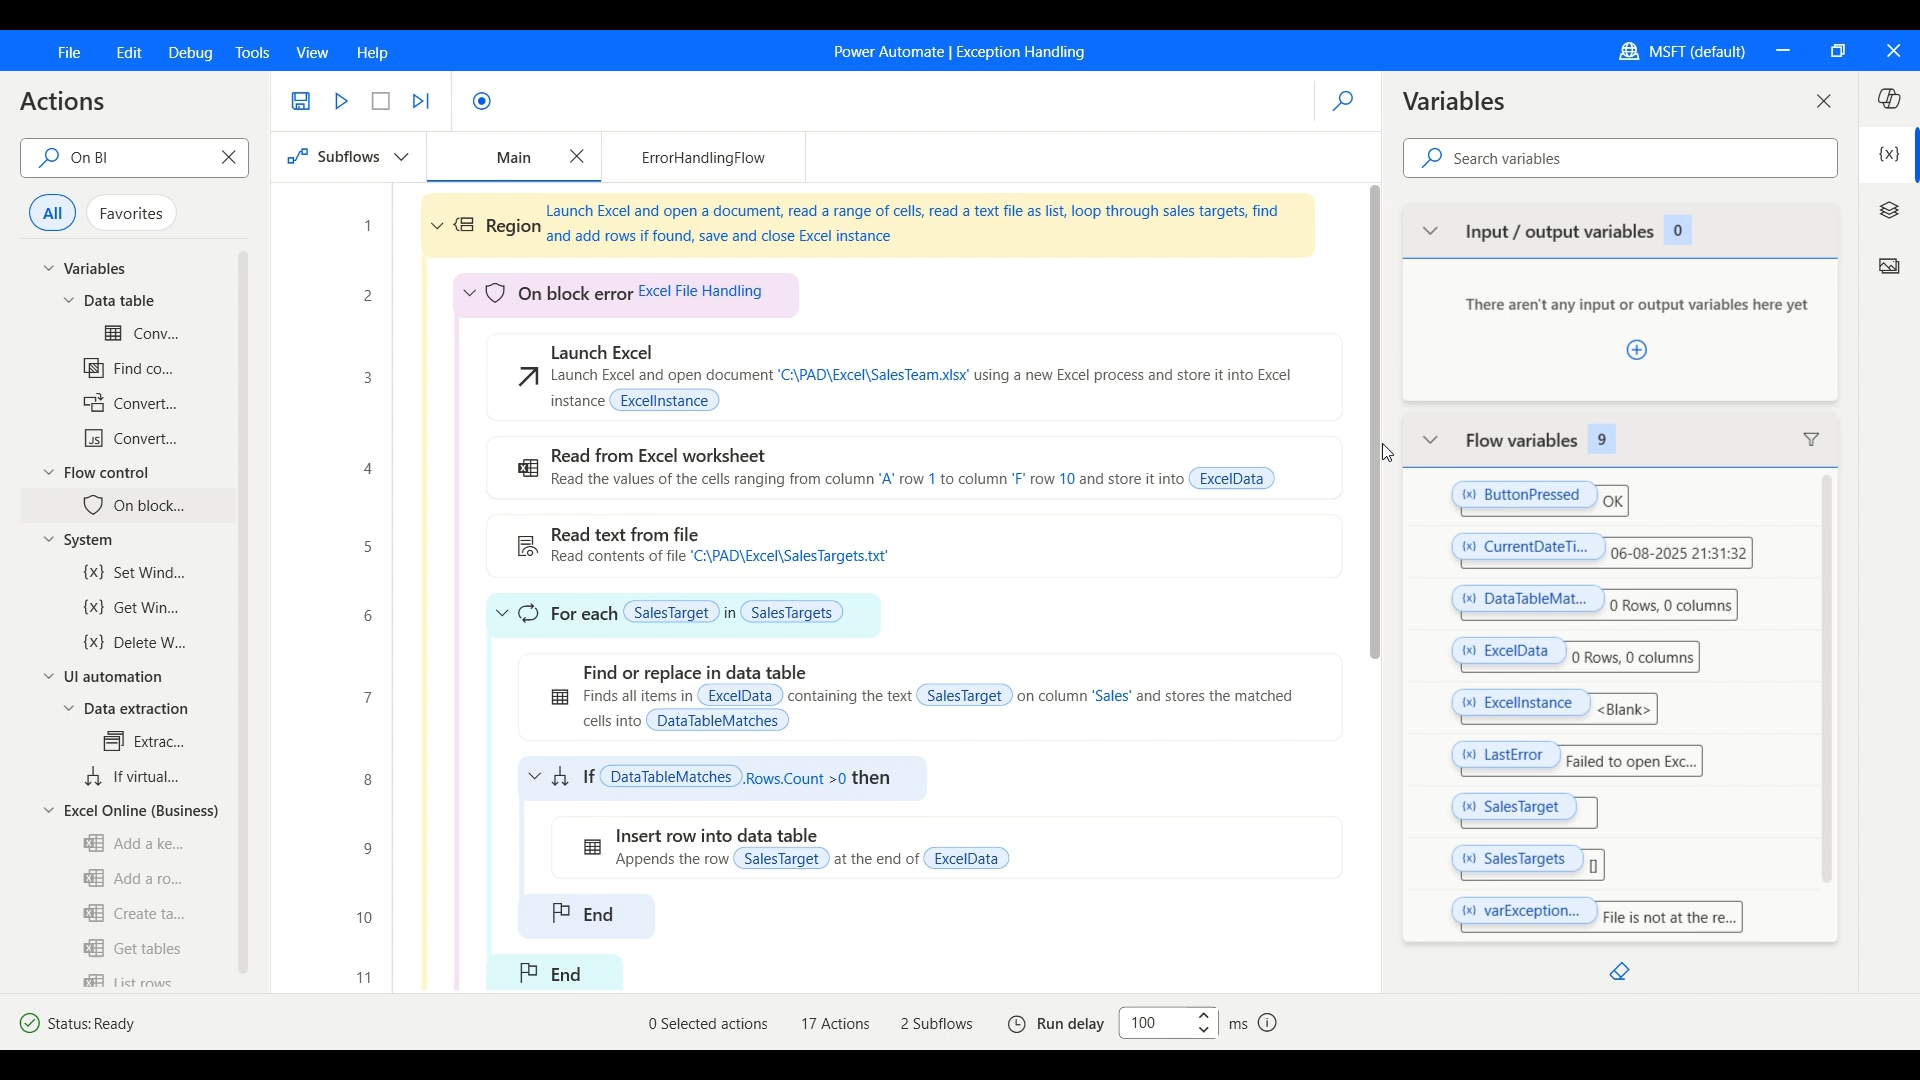 File Edit Debug Tools View Help
Power Automate | Exception Handling
MSFT (default)
Actions
On Bl
All Favorites
Variables
Data table
Conv...
Find co...
Convert...
Convert...
Flow control
On block...
System
{x} Set Wind...
{x} Get Win...
{x} Delete W...
UI automation
Data extraction
Extrac...
If virtual...
Excel Online (Business)
Add a ke...
Add a ro...
Create ta...
Get tables
List rows
Subflows
Main
ErrorHandlingFlow
1
Region Launch Excel and open a document, read a range of cells, read a text file as list, loop through sales targets, find
and add rows if found, save and close Excel instance
2
On block error Excel File Handling
3
Launch Excel
Launch Excel and open document 'C:\PAD\Excel\SalesTeam.xlsx' using a new Excel process and store it into Excel
instance ExcelInstance
4
Read from Excel worksheet
Read the values of the cells ranging from column 'A' row 1 to column 'F' row 10 and store it into ExcelData
5
Read text from file
Read contents of file 'C:\PAD\Excel\SalesTargets.txt'
6
For each SalesTarget in SalesTargets
7
Find or replace in data table
Finds all items in ExcelData containing the text SalesTarget on column 'Sales' and stores the matched
cells into DataTableMatches
8
If DataTableMatches .Rows.Count >0 then
9
Insert row into data table
Appends the row SalesTarget at the end of ExcelData
10
End
11
End
Variables
Search variables
{x}
Input / output variables 0
There aren't any input or output variables here yet
Flow variables 9
(x) ButtonPressed OK
(x) CurrentDateTi... 06-08-2025 21:31:32
(x) DataTableMat... 0 Rows, 0 columns
(x) ExcelData 0 Rows, 0 columns
(x) ExcelInstance <Blank>
(x) LastError Failed to open Exc...
(x) SalesTarget
(x) SalesTargets []
(x) varException... File is not at the re...
Status: Ready
0 Selected actions
17 Actions
2 Subflows
Run delay 100 ms